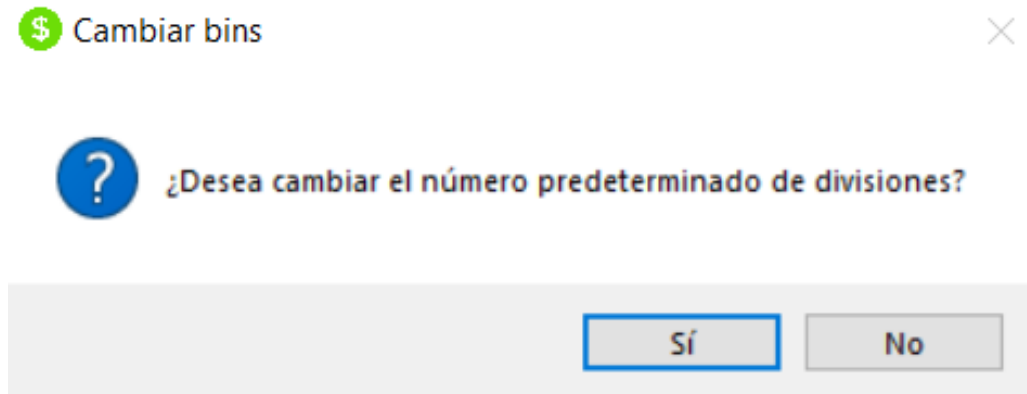 $ Cambiar bins
?
¿Desea cambiar el número predeterminado de divisiones?
Sí
No